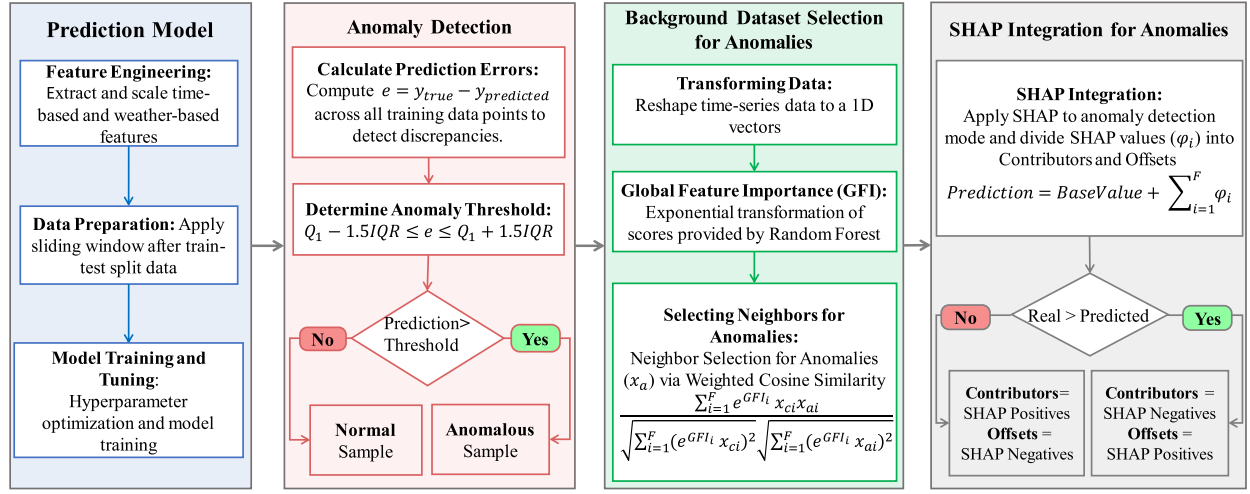 Prediction Model
Feature Engineering:
Extract and scale time-
based and weather-based
features
Data Preparation: Apply
sliding window after train-
test split data
Model Training and
Tuning:
Hyperparameter
optimization and model
training
Anomaly Detection
Calculate Prediction Errors:
Compute e = y_true − y_predicted
across all training data points to
detect discrepancies.
Determine Anomaly Threshold:
Q₁ − 1.5IQR ≤ e ≤ Q₁ + 1.5IQR
Prediction>
Threshold
No
Yes
Normal
Sample
Anomalous
Sample
Background Dataset Selection
for Anomalies
Transforming Data:
Reshape time-series data to a 1D
vectors
Global Feature Importance (GFI):
Exponential transformation of
scores provided by Random Forest
Selecting Neighbors for
Anomalies:
Neighbor Selection for Anomalies
(x_a) via Weighted Cosine Similarity
∑_{i=1}^{F} e^{GFI_i} x_{ci}x_{ai}
√(∑_{i=1}^{F}(e^{GFI_i} x_{ci})²) √(∑_{i=1}^{F}(e^{GFI_i} x_{ai})²)
SHAP Integration for Anomalies
SHAP Integration:
Apply SHAP to anomaly detection
mode and divide SHAP values (φ_i) into
Contributors and Offsets
Prediction = BaseValue + ∑_{i=1}^{F} φ_i
Real > Predicted
No
Yes
Contributors=
SHAP Positives
Offsets =
SHAP Negatives
Contributors =
SHAP Negatives
Offsets =
SHAP Positives